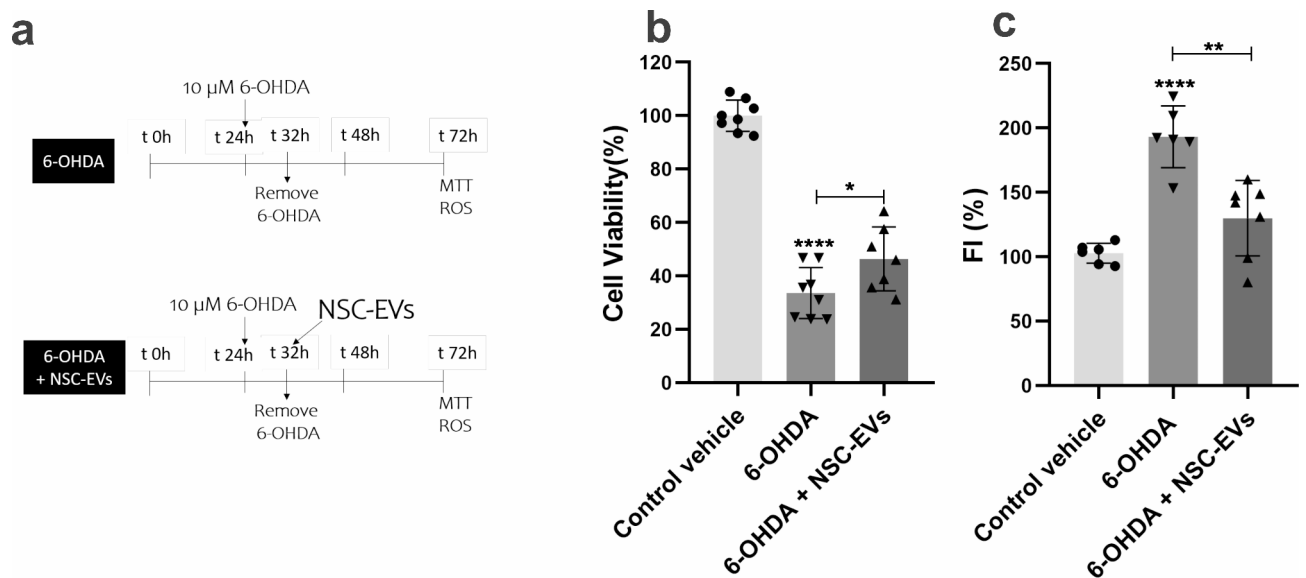 a
10 µM 6-OHDA
t 0h
t 24h
t 32h
t 48h
t 72h
6-OHDA
Remove
6-OHDA
MTT
ROS
10 µM 6-OHDA
NSC-EVs
6-OHDA
+ NSC-EVs
t 0h
t 24h
t 32h
t 48h
t 72h
Remove
6-OHDA
MTT
ROS
b
Cell Viability(%)
120
100
80
60
40
20
0
****
*
Control vehicle
6-OHDA
6-OHDA + NSC-EVs
c
FI (%)
250
200
150
100
50
0
****
**
Control vehicle
6-OHDA
6-OHDA + NSC-EVs